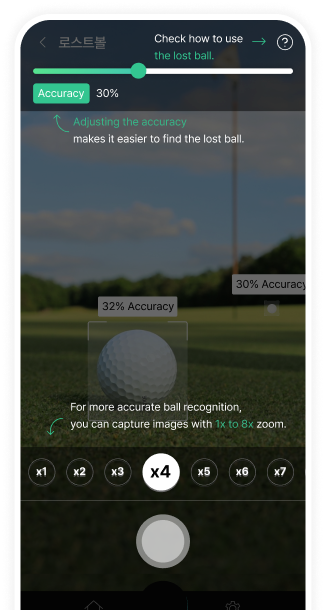 로스트볼
Check how to use
the lost ball.
Accuracy 30%
Adjusting the accuracy
makes it easier to find the lost ball.
30% Accuracy
32% Accuracy
For more accurate ball recognition,
you can capture images with 1x to 8x zoom.
x1 x2 x3 x4 x5 x6 x7